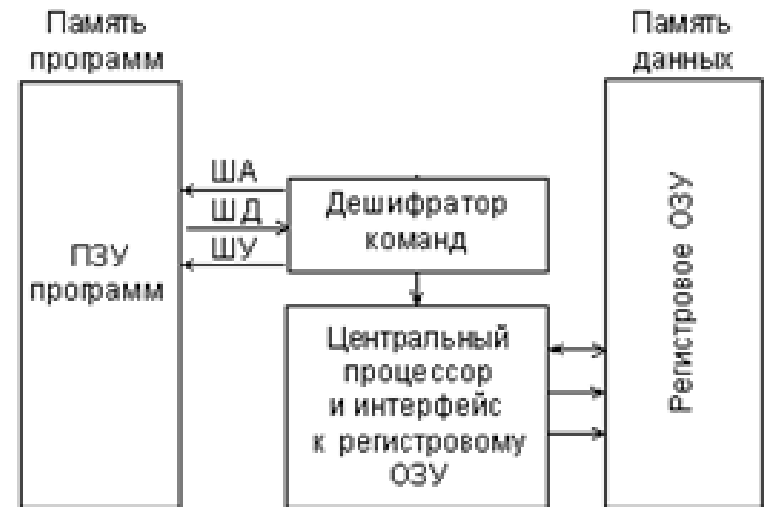 Память
программ
Память
данных
ША
ШД
ШУ
ПЗУ
программ
Дешифратор
команд
Центральный
процессор
и интерфейс
к регистровому
ОЗУ
Регистровое ОЗУ